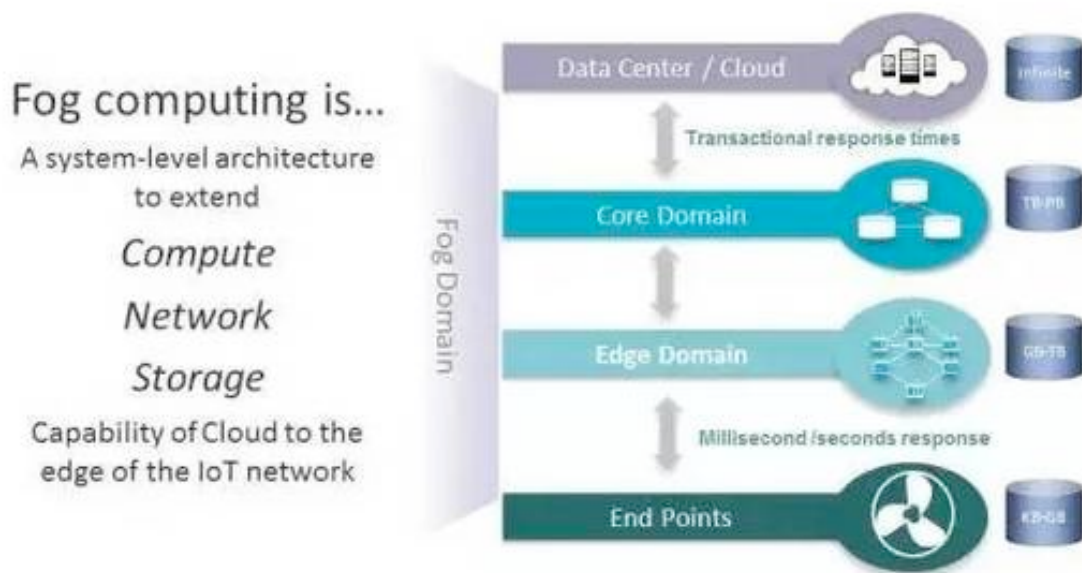 Fog computing is...
A system-level architecture
to extend
Compute
Network
Storage
Capability of Cloud to the
edge of the IoT network
Fog Domain
Data Center / Cloud
Infinite
Transactional response times
Core Domain
TB-PB
Edge Domain
GB-TB
Millisecond /seconds response
End Points
KB-GB